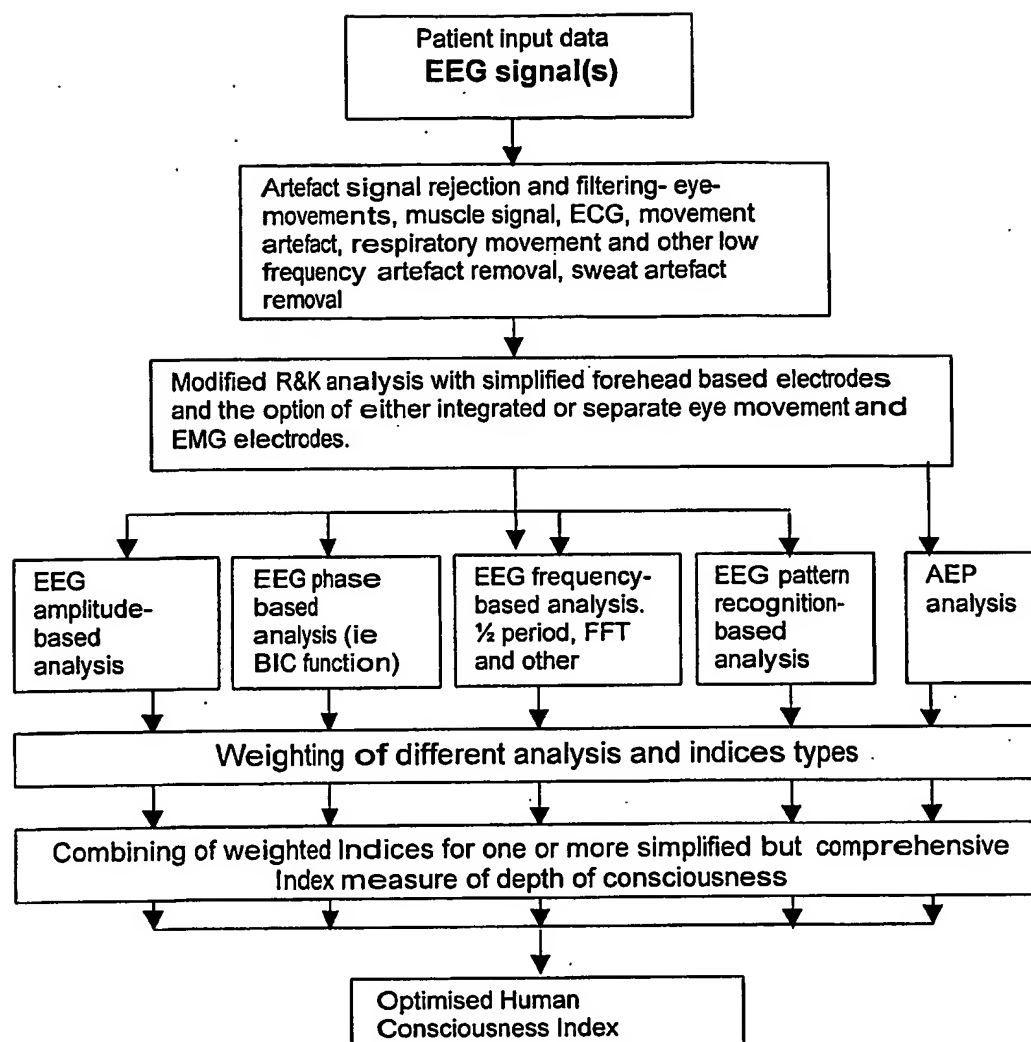 Patient input data
EEG signal(s)
Artefact signal rejection and filtering- eye-
movements, muscle signal, ECG, movement
artefact, respiratory movement and other low
frequency artefact removal, sweat artefact
removal
Modified R&K analysis with simplified forehead based electrodes
and the option of either integrated or separate eye movement and
EMG electrodes.
EEG
amplitude-
based
analysis
EEG phase
based
analysis (ie
BIC function)
EEG frequency-
based analysis.
½ period, FFT
and other
EEG pattern
recognition-
based
analysis
AEP
analysis
Weighting of different analysis and indices types
Combining of weighted Indices for one or more simplified but comprehensive
Index measure of depth of consciousness
Optimised Human
Consciousness Index